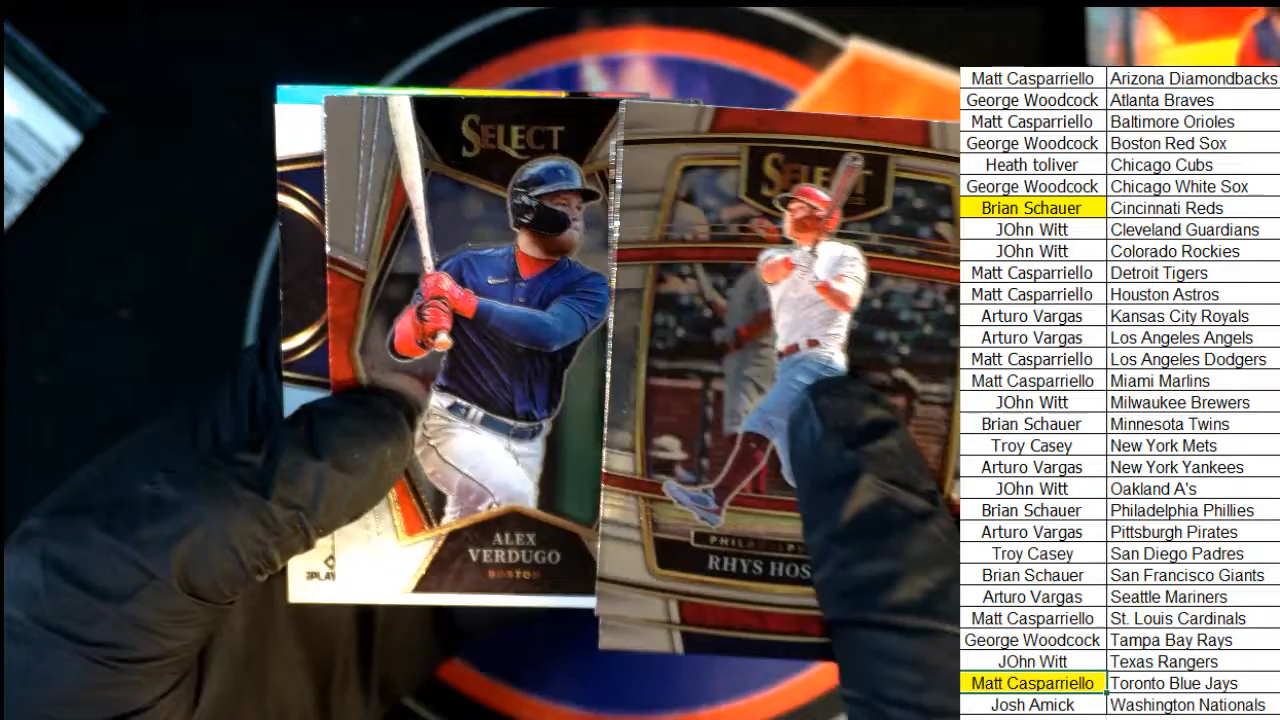 SELECT
ALEX
VERDUGO
BOSTON
SELECT
RHYS HOS
Matt Casparriello Arizona Diamondbacks
George Woodcock Atlanta Braves
Matt Casparriello Baltimore Orioles
George Woodcock Boston Red Sox
Heath toliver Chicago Cubs
George Woodcock Chicago White Sox
Brian Schauer Cincinnati Reds
JOhn Witt Cleveland Guardians
JOhn Witt Colorado Rockies
Matt Casparriello Detroit Tigers
Matt Casparriello Houston Astros
Arturo Vargas Kansas City Royals
Arturo Vargas Los Angeles Angels
Matt Casparriello Los Angeles Dodgers
Matt Casparriello Miami Marlins
JOhn Witt Milwaukee Brewers
Brian Schauer Minnesota Twins
Troy Casey New York Mets
Arturo Vargas New York Yankees
JOhn Witt Oakland A's
Brian Schauer Philadelphia Phillies
Arturo Vargas Pittsburgh Pirates
Troy Casey San Diego Padres
Brian Schauer San Francisco Giants
Arturo Vargas Seattle Mariners
Matt Casparriello St. Louis Cardinals
George Woodcock Tampa Bay Rays
JOhn Witt Texas Rangers
Matt Casparriello Toronto Blue Jays
Josh Amick Washington Nationals